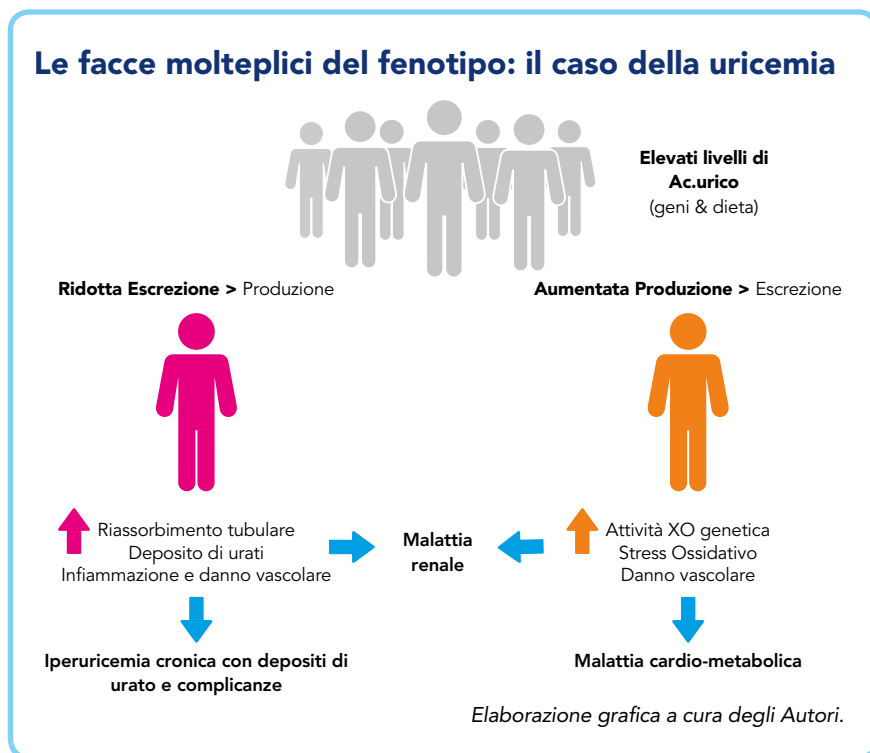 Le facce molteplici del fenotipo: il caso della uricemia
Elevati livelli di
Ac.urico
(geni & dieta)
Ridotta Escrezione > Produzione
Aumentata Produzione > Escrezione
Riassorbimento tubulare
Deposito di urati
Infiammazione e danno vascolare
Malattia
renale
Attività XO genetica
Stress Ossidativo
Danno vascolare
Iperuricemia cronica con depositi di
urato e complicanze
Malattia cardio-metabolica
Elaborazione grafica a cura degli Autori.